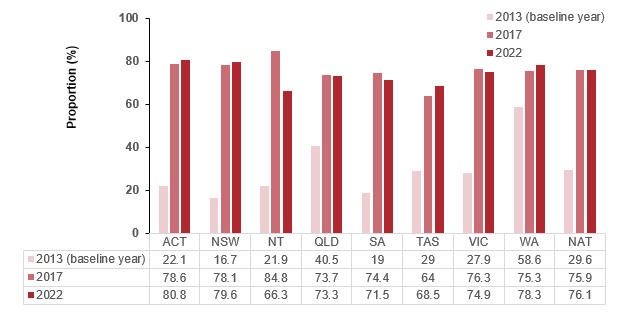 100
80
60
40
20
0
Proportion (%)
2013 (baseline year)
2017
2022
ACT NSW NT QLD SA TAS VIC WA NAT
2013 (baseline year) 22.1 16.7 21.9 40.5 19 29 27.9 58.6 29.6
2017 78.6 78.1 84.8 73.7 74.4 64 76.3 75.3 75.9
2022 80.8 79.6 66.3 73.3 71.5 68.5 74.9 78.3 76.1